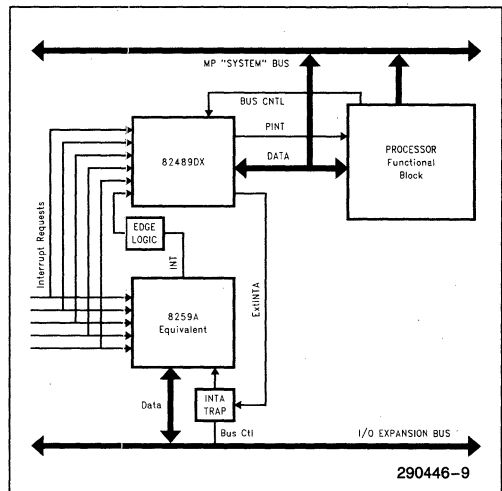 MP "SYSTEM" BUS
BUS CNTL
PINT
DATA
82489DX
PROCESSOR
Functional
Block
Interrupt Requests
EDGE
LOGIC
INT
ExtINTA
8259A
Equivalent
Data
INTA
TRAP
Bus Ctl
I/O EXPANSION BUS
290446-9